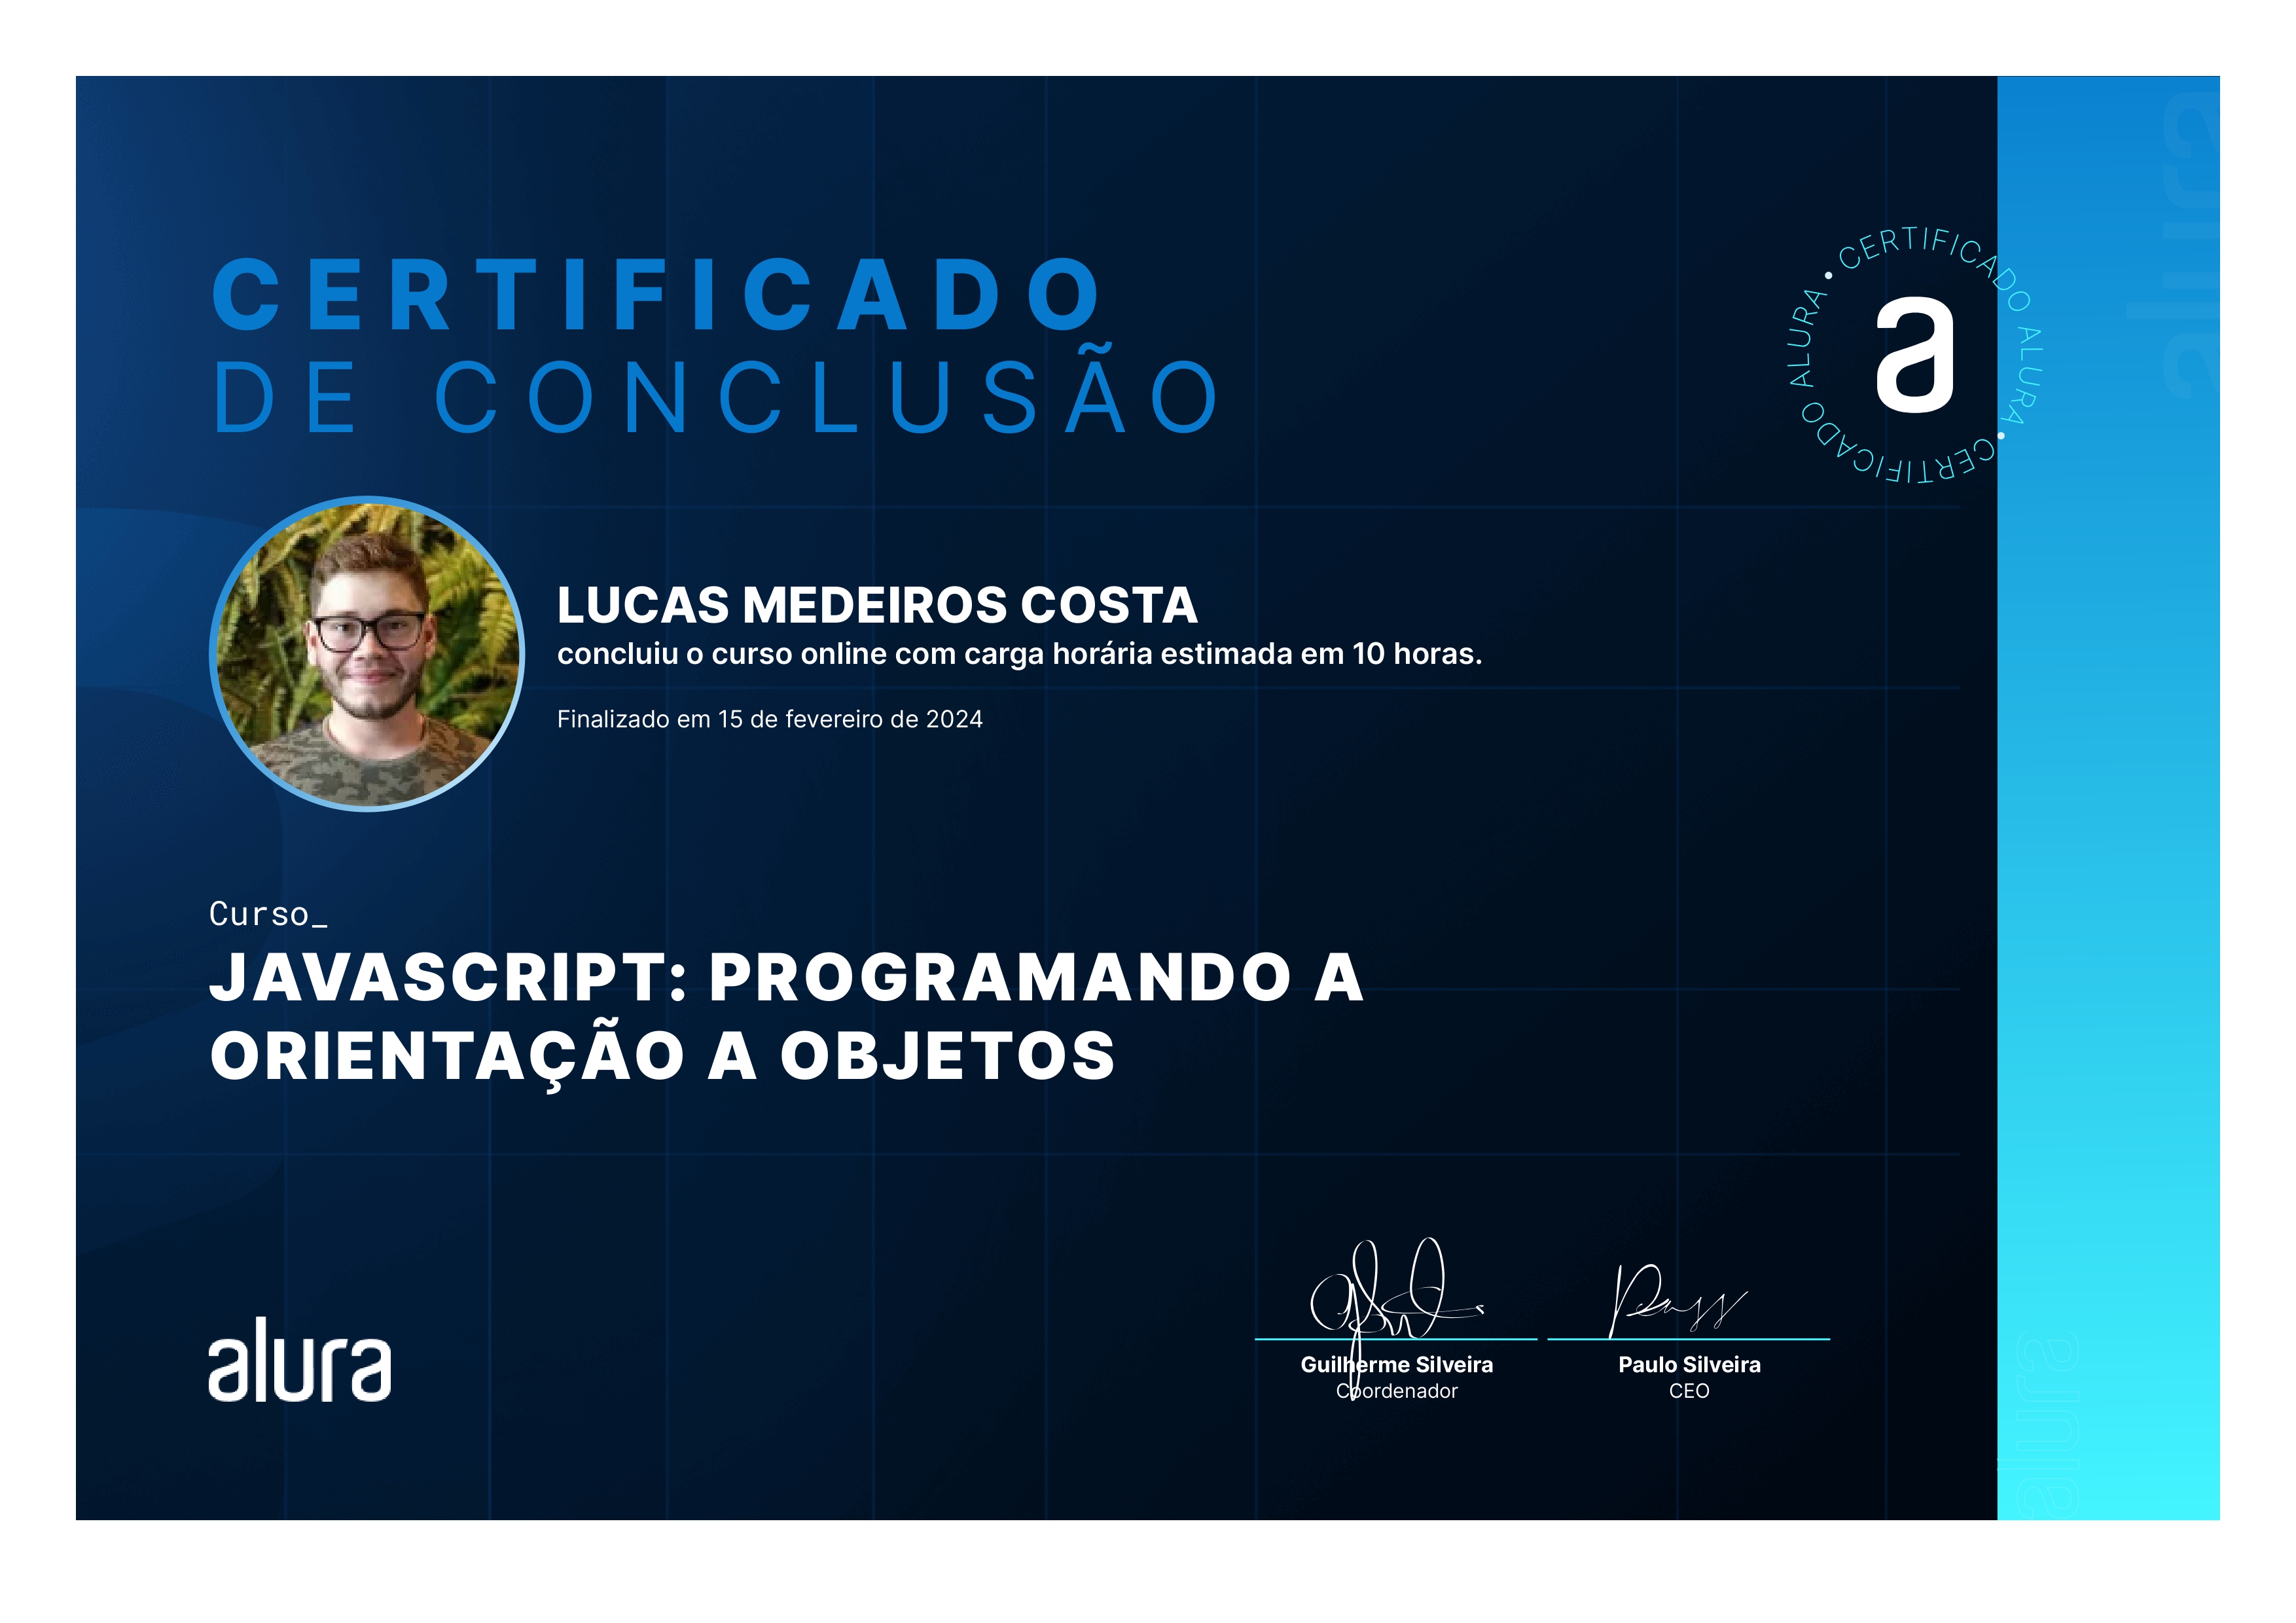 CERTIFICADO
DE CONCLUSÃO
CERTIFICADO ALURA • CERTIFICADO ALURA •
a
alura
LUCAS MEDEIROS COSTA
concluiu o curso online com carga horária estimada em 10 horas.
Finalizado em 15 de fevereiro de 2024
Curso_
JAVASCRIPT: PROGRAMANDO A
ORIENTAÇÃO A OBJETOS
alura
Guilherme Silveira
Coordenador
Paulo Silveira
CEO
alura